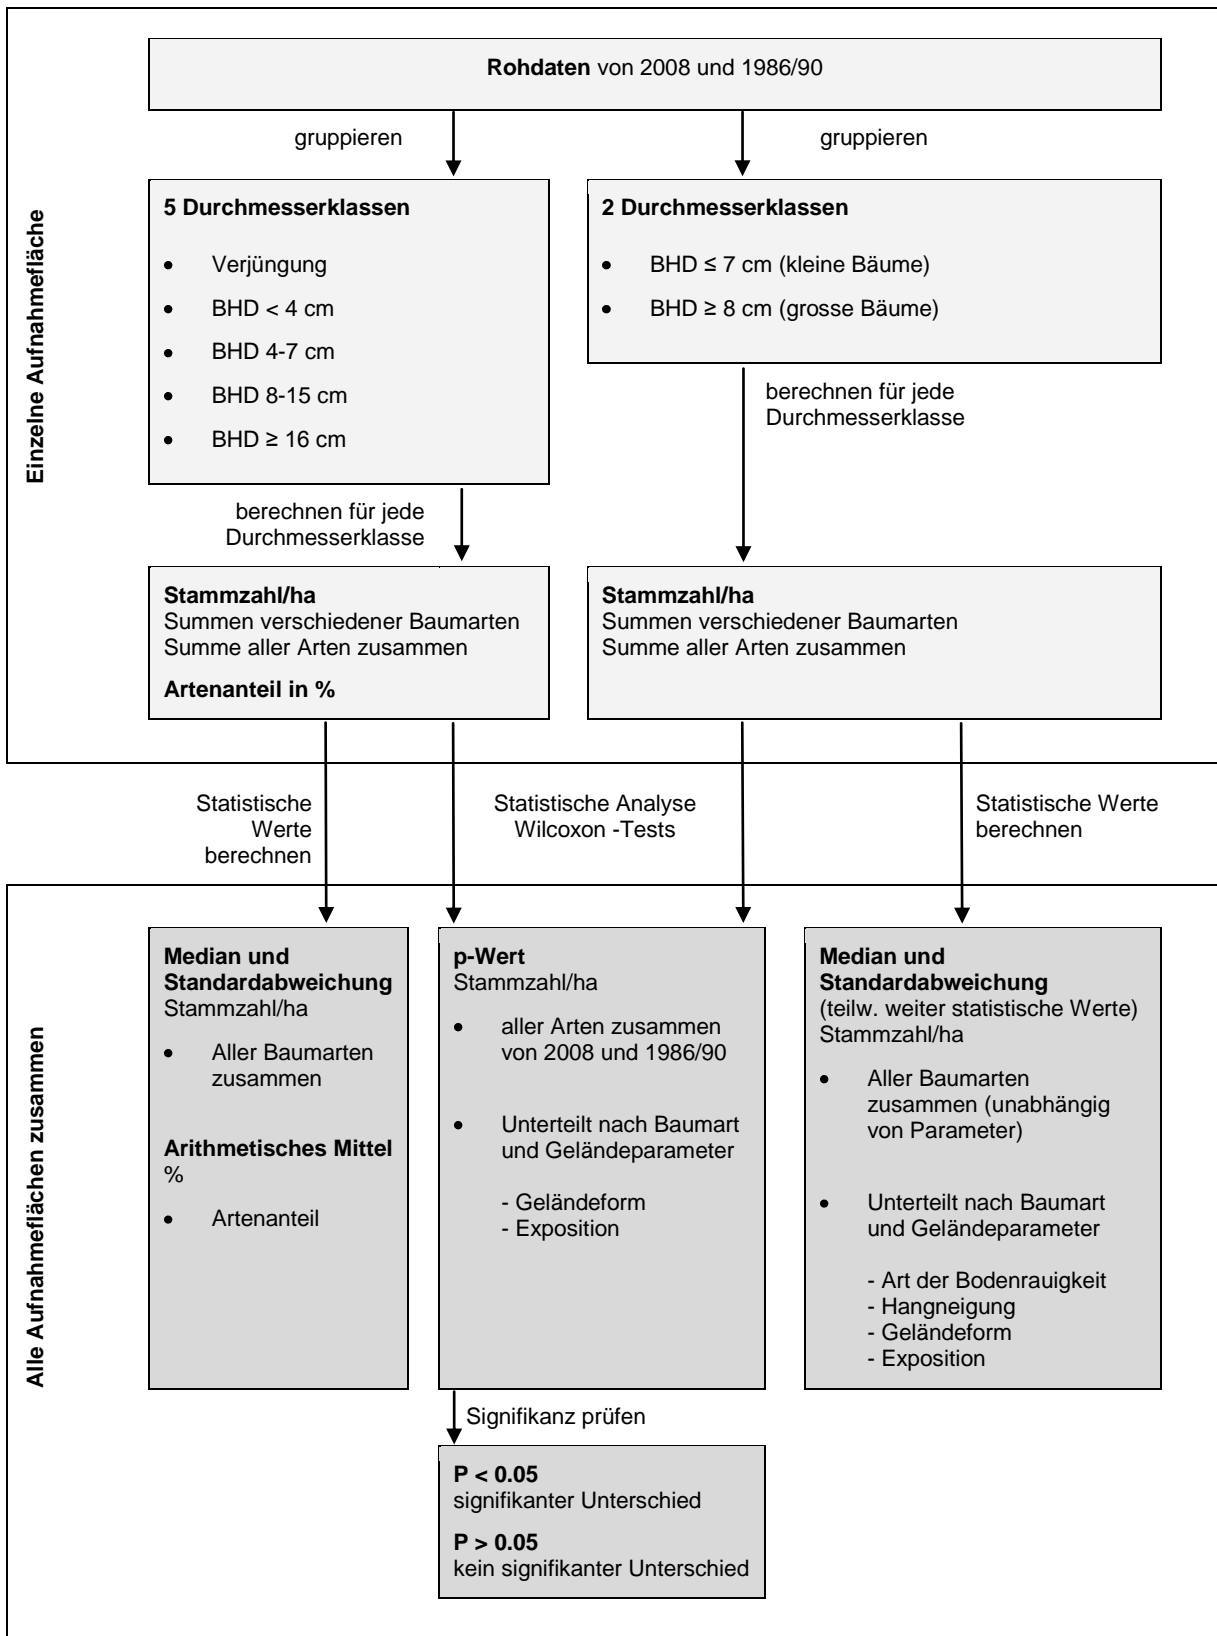 Rohdaten von 2008 und 1986/90
gruppieren
gruppieren
Einzelne Aufnahmefläche
5 Durchmesserklassen
• Verjüngung
• BHD < 4 cm
• BHD 4-7 cm
• BHD 8-15 cm
• BHD ≥ 16 cm
2 Durchmesserklassen
• BHD ≤ 7 cm (kleine Bäume)
• BHD ≥ 8 cm (grosse Bäume)
berechnen für jede
Durchmesserklasse
berechnen für jede
Durchmesserklasse
Stammzahl/ha
Summen verschiedener Baumarten
Summe aller Arten zusammen
Artenanteil in %
Stammzahl/ha
Summen verschiedener Baumarten
Summe aller Arten zusammen
Statistische
Werte
berechnen
Statistische Analyse
Wilcoxon -Tests
Statistische Werte
berechnen
Alle Aufnahmeflächen zusammen
Median und
Standardabweichung
Stammzahl/ha
• Aller Baumarten
zusammen
Arithmetisches Mittel
%
• Artenanteil
p-Wert
Stammzahl/ha
• aller Arten zusammen
von 2008 und 1986/90
• Unterteilt nach Baumart
und Geländeparameter
- Geländeform
- Exposition
Median und
Standardabweichung
(teilw. weiter statistische Werte)
Stammzahl/ha
• Aller Baumarten
zusammen (unabhängig
von Parameter)
• Unterteilt nach Baumart
und Geländeparameter
- Art der Bodenrauigkeit
- Hangneigung
- Geländeform
- Exposition
Signifikanz prüfen
P < 0.05
signifikanter Unterschied
P > 0.05
kein signifikanter Unterschied